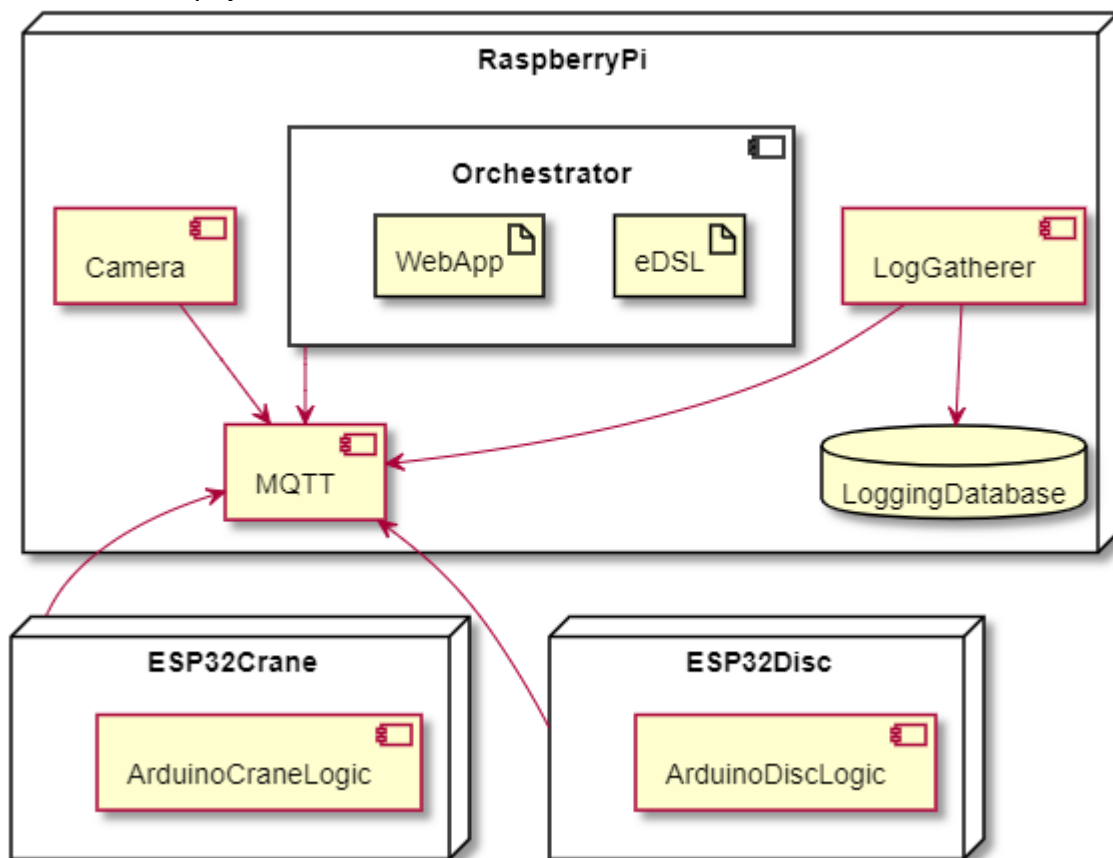 RaspberryPi
Orchestrator
WebApp
eDSL
Camera
LogGatherer
MQTT
LoggingDatabase
ESP32Crane
ESP32Disc
ArduinoCraneLogic
ArduinoDiscLogic